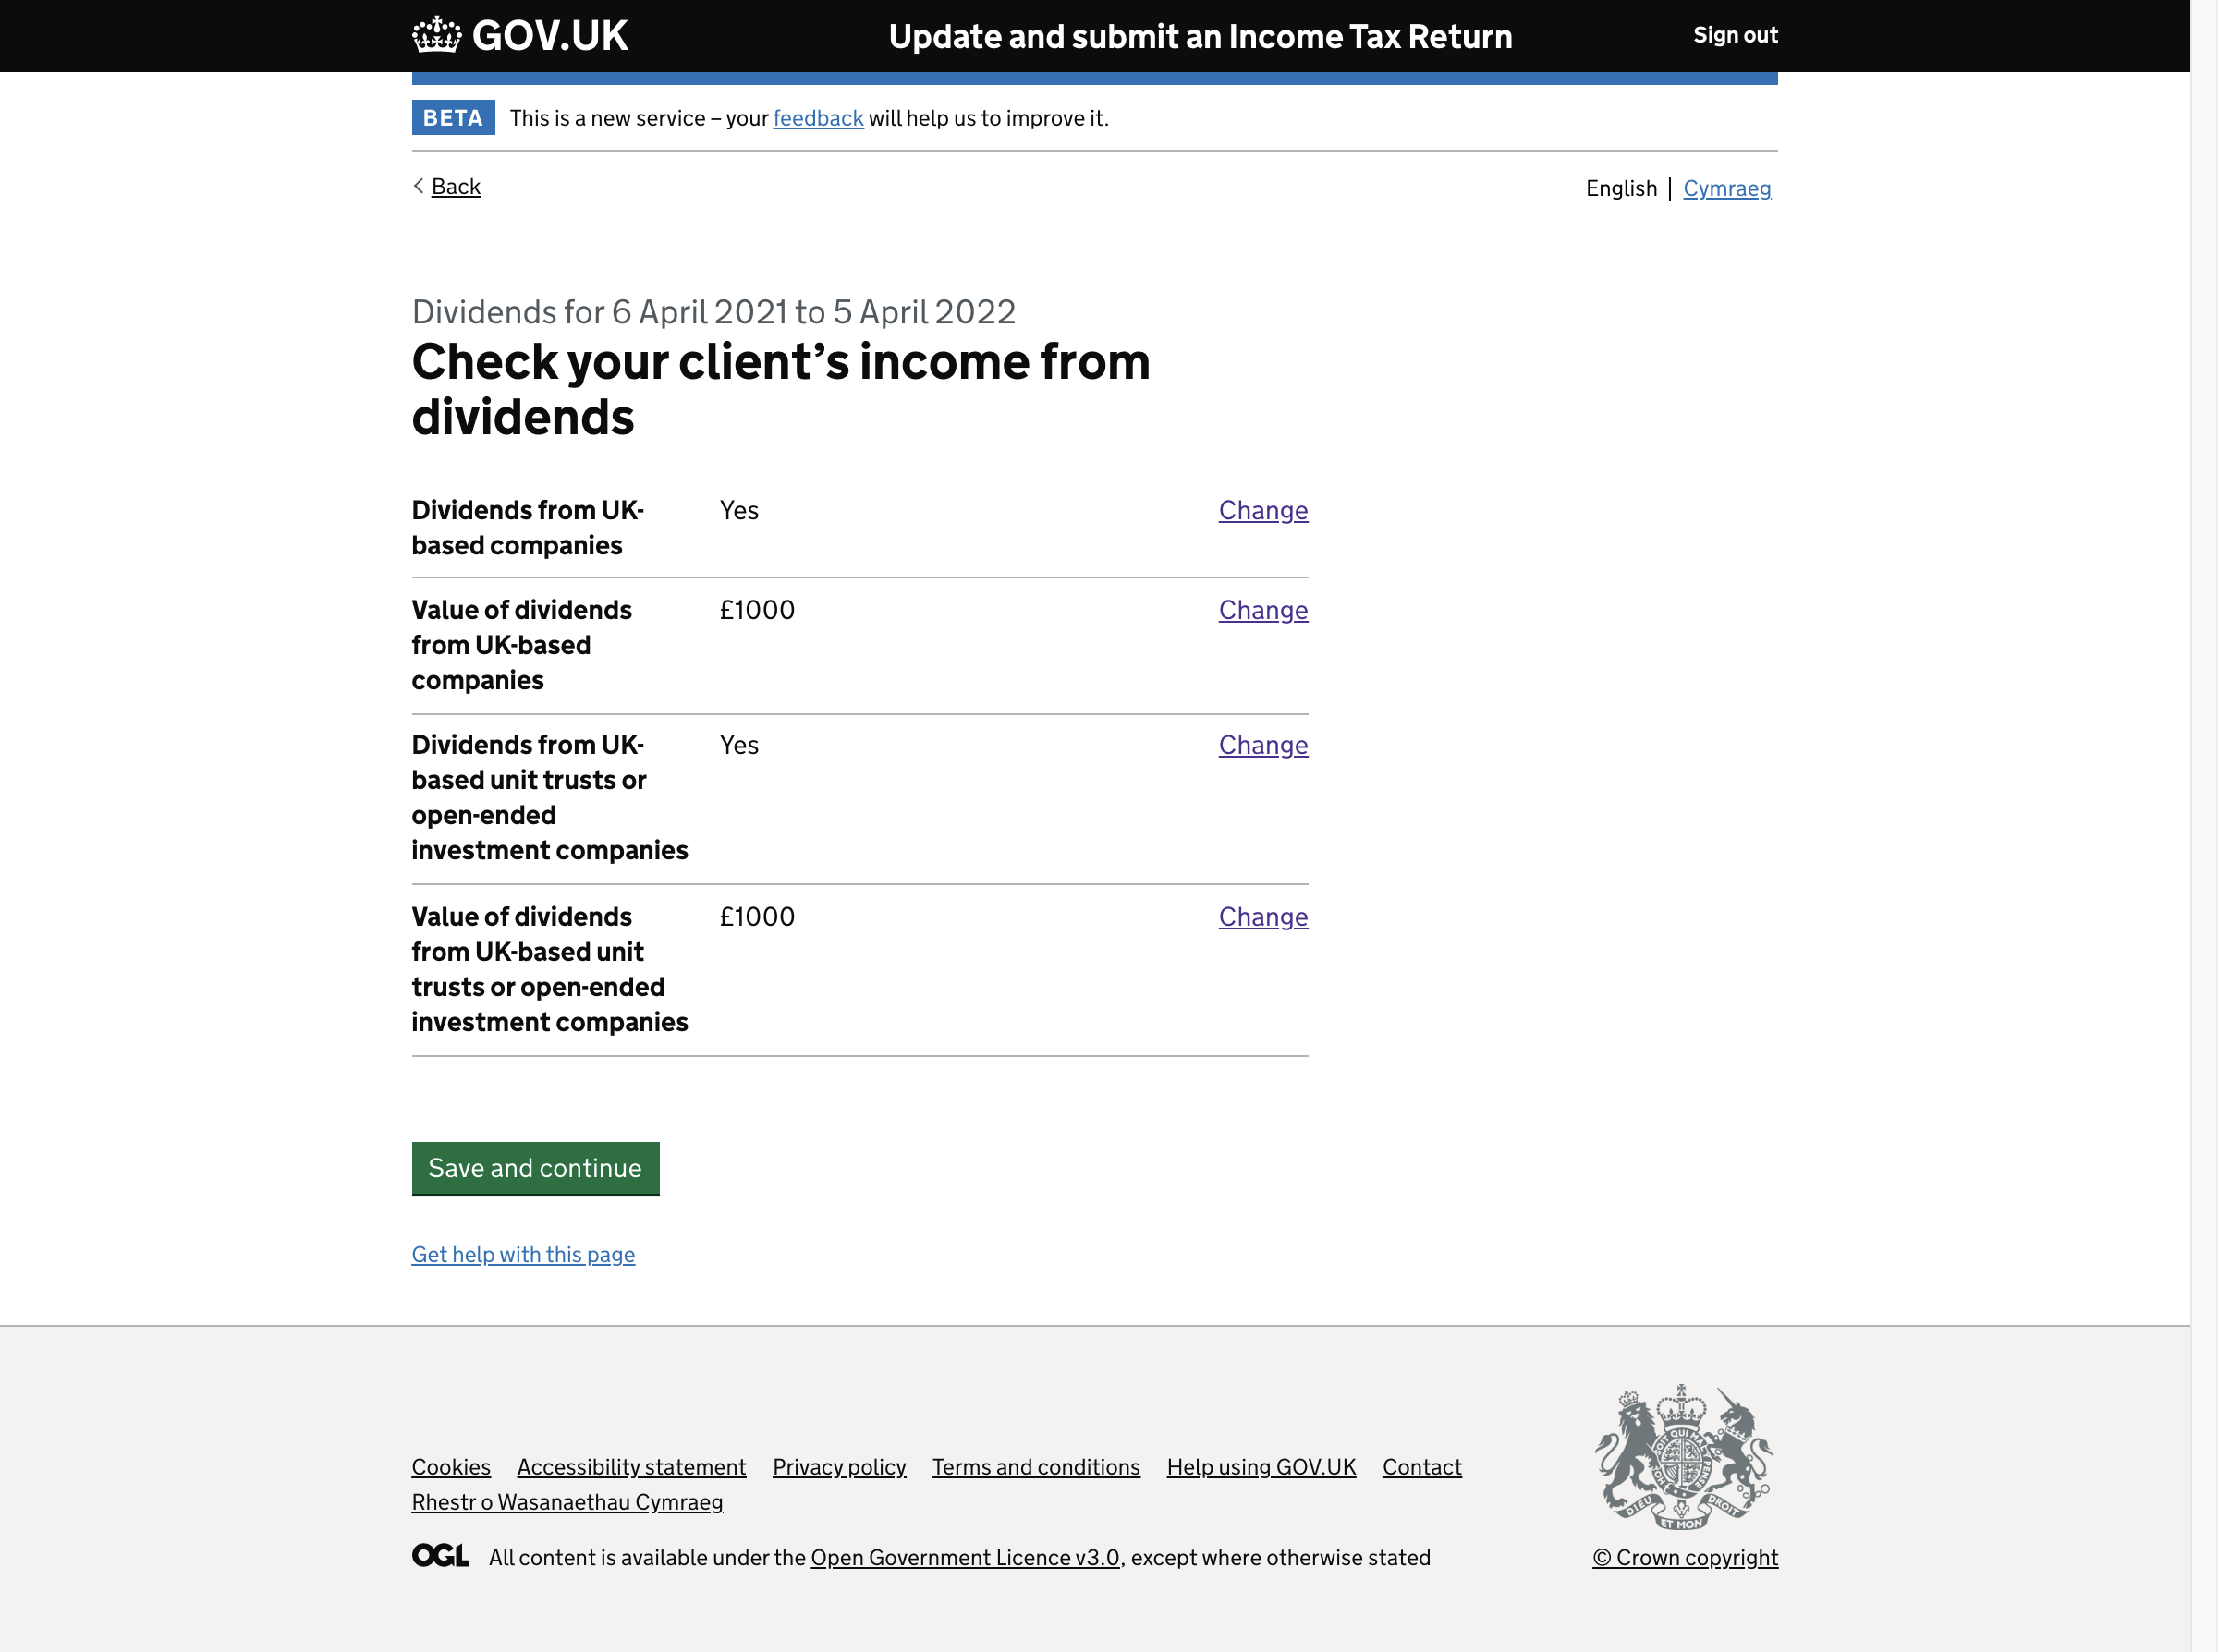 GOV.UK
Update and submit an Income Tax Return
Sign out
BETA This is a new service – your feedback will help us to improve it.
Back
English | Cymraeg
Dividends for 6 April 2021 to 5 April 2022
Check your client’s income from
dividends
Dividends from UK-
based companies
Yes
Change
Value of dividends
from UK-based
companies
£1000
Change
Dividends from UK-
based unit trusts or
open-ended
investment companies
Yes
Change
Value of dividends
from UK-based unit
trusts or open-ended
investment companies
£1000
Change
Save and continue
Get help with this page
Cookies Accessibility statement Privacy policy Terms and conditions Help using GOV.UK Contact
Rhestr o Wasanaethau Cymraeg
OGL All content is available under the Open Government Licence v3.0, except where otherwise stated
DIEU ET MON DROIT
© Crown copyright